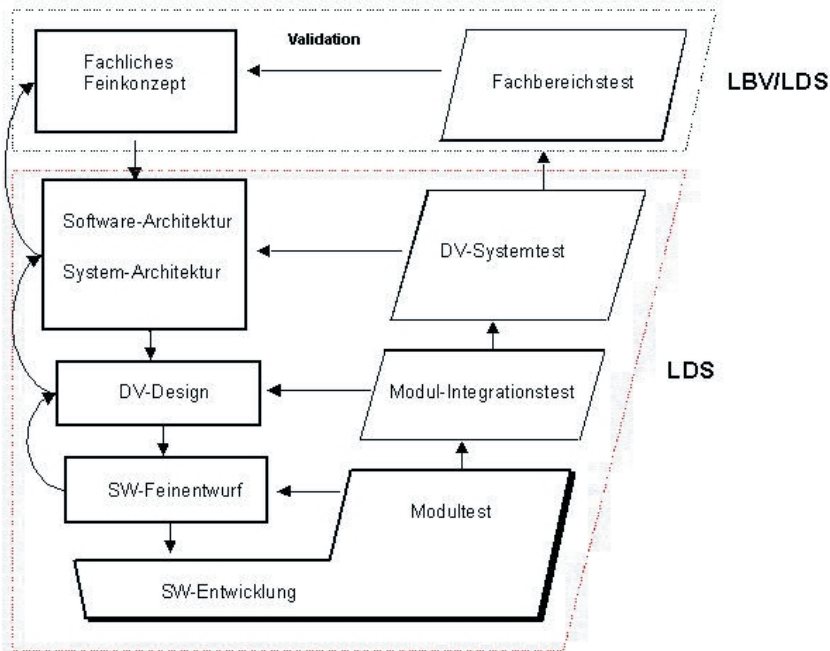 Validation
Fachliches
Feinkonzept
Fachbereichstest
LBV/LDS
Software-Architektur
System-Architektur
DV-Systemtest
LDS
DV-Design
Modul-Integrationstest
SW-Feinentwurf
Modultest
SW-Entwicklung